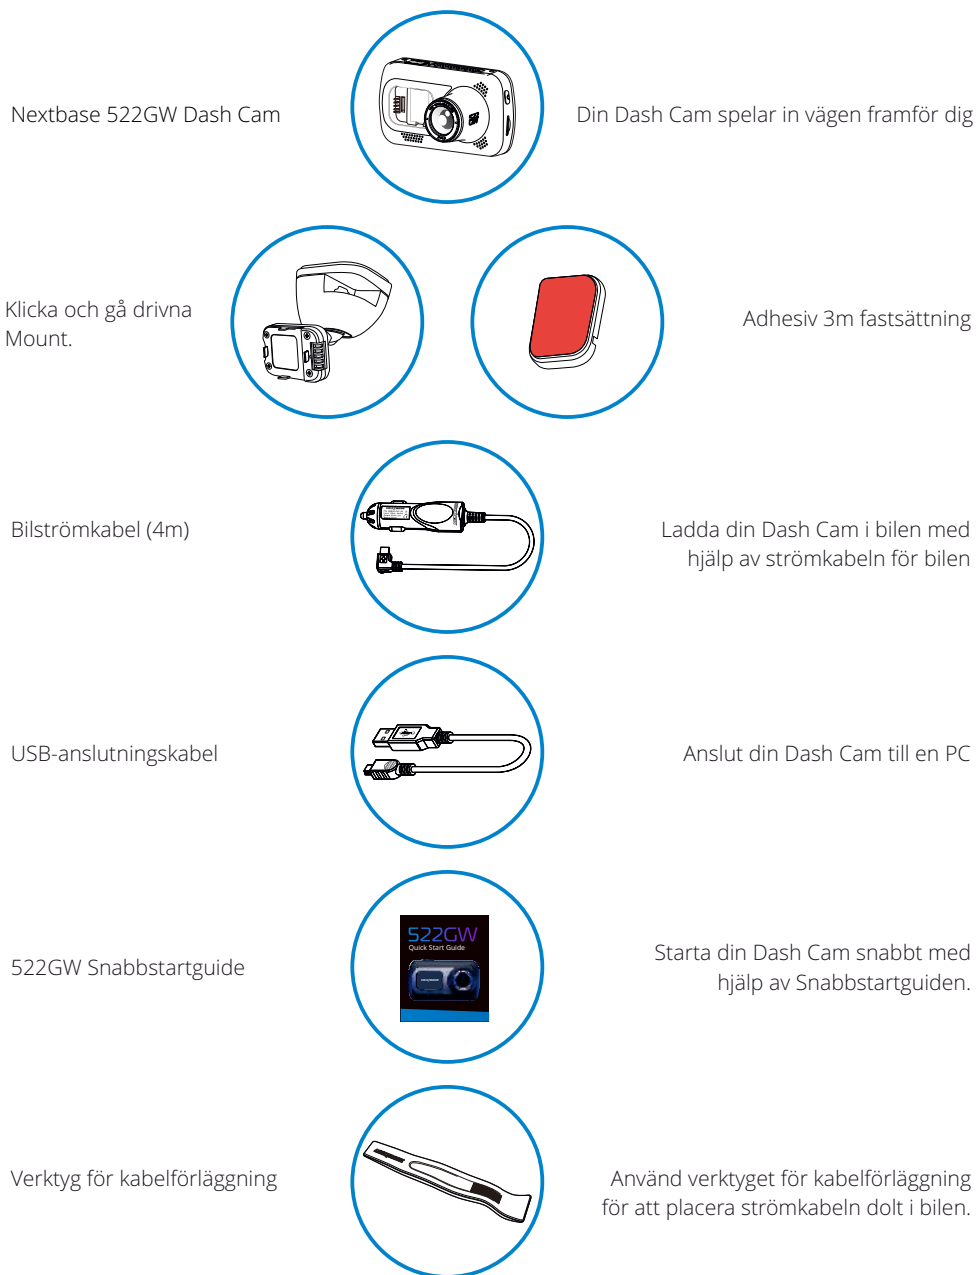 Nextbase 522GW Dash Cam
Din Dash Cam spelar in vägen framför dig
Klicka och gå drivna
Mount.
Adhesiv 3m fastsättning
Bilströmkabel (4m)
Ladda din Dash Cam i bilen med
hjälp av strömkabeln för bilen
USB-anslutningskabel
Anslut din Dash Cam till en PC
522GW Snabbstartguide
522GW
Quick Start Guide
Starta din Dash Cam snabbt med
hjälp av Snabbstartguiden.
Verktyg för kabelförläggning
Använd verktyget för kabelförläggning
för att placera strömkabeln dolt i bilen.